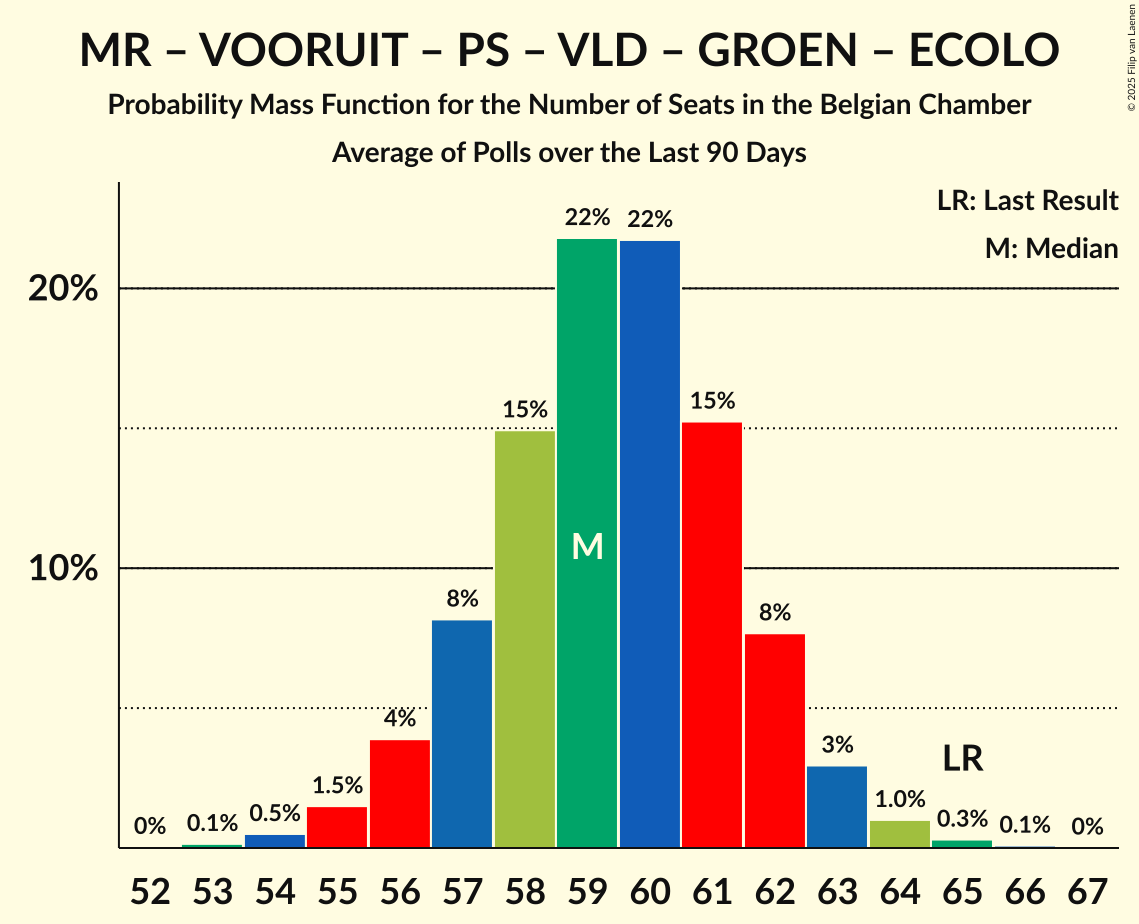 MR – VOORUIT – PS – VLD – GROEN – ECOLO
Probability Mass Function for the Number of Seats in the Belgian Chamber
Average of Polls over the Last 90 Days
© 2025 Filip van Laenen
LR: Last Result
M: Median
20%
10%
0%
0.1%
0.5%
1.5%
4%
8%
15%
22%
22%
15%
8%
3%
1.0%
0.3%
0.1%
0%
M
LR
52 53 54 55 56 57 58 59 60 61 62 63 64 65 66 67